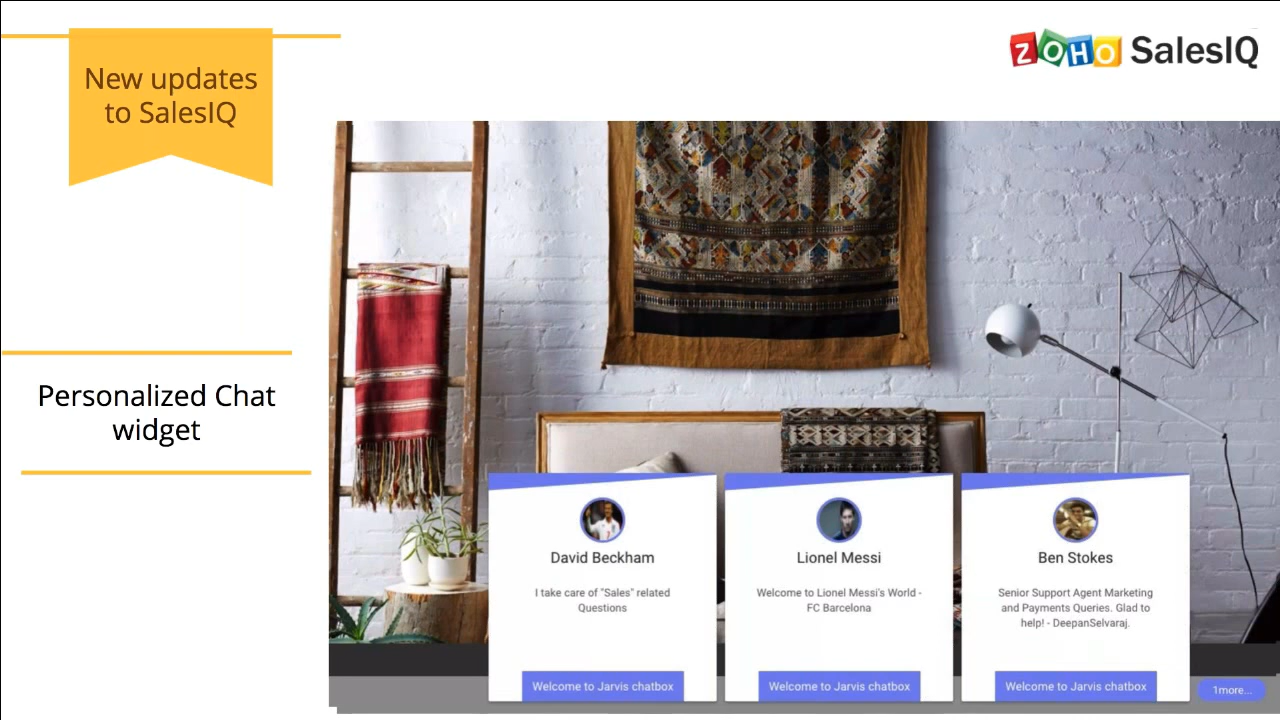 New updates
to SalesIQ
ZOHO SalesIQ
Personalized Chat
widget
David Beckham
I take care of "Sales" related
Questions
Welcome to Jarvis chatbox
Lionel Messi
Welcome to Lionel Messi's World -
FC Barcelona
Welcome to Jarvis chatbox
Ben Stokes
Senior Support Agent Marketing
and Payments Queries. Glad to
help! - DeepanSelvaraj.
Welcome to Jarvis chatbox
1more...